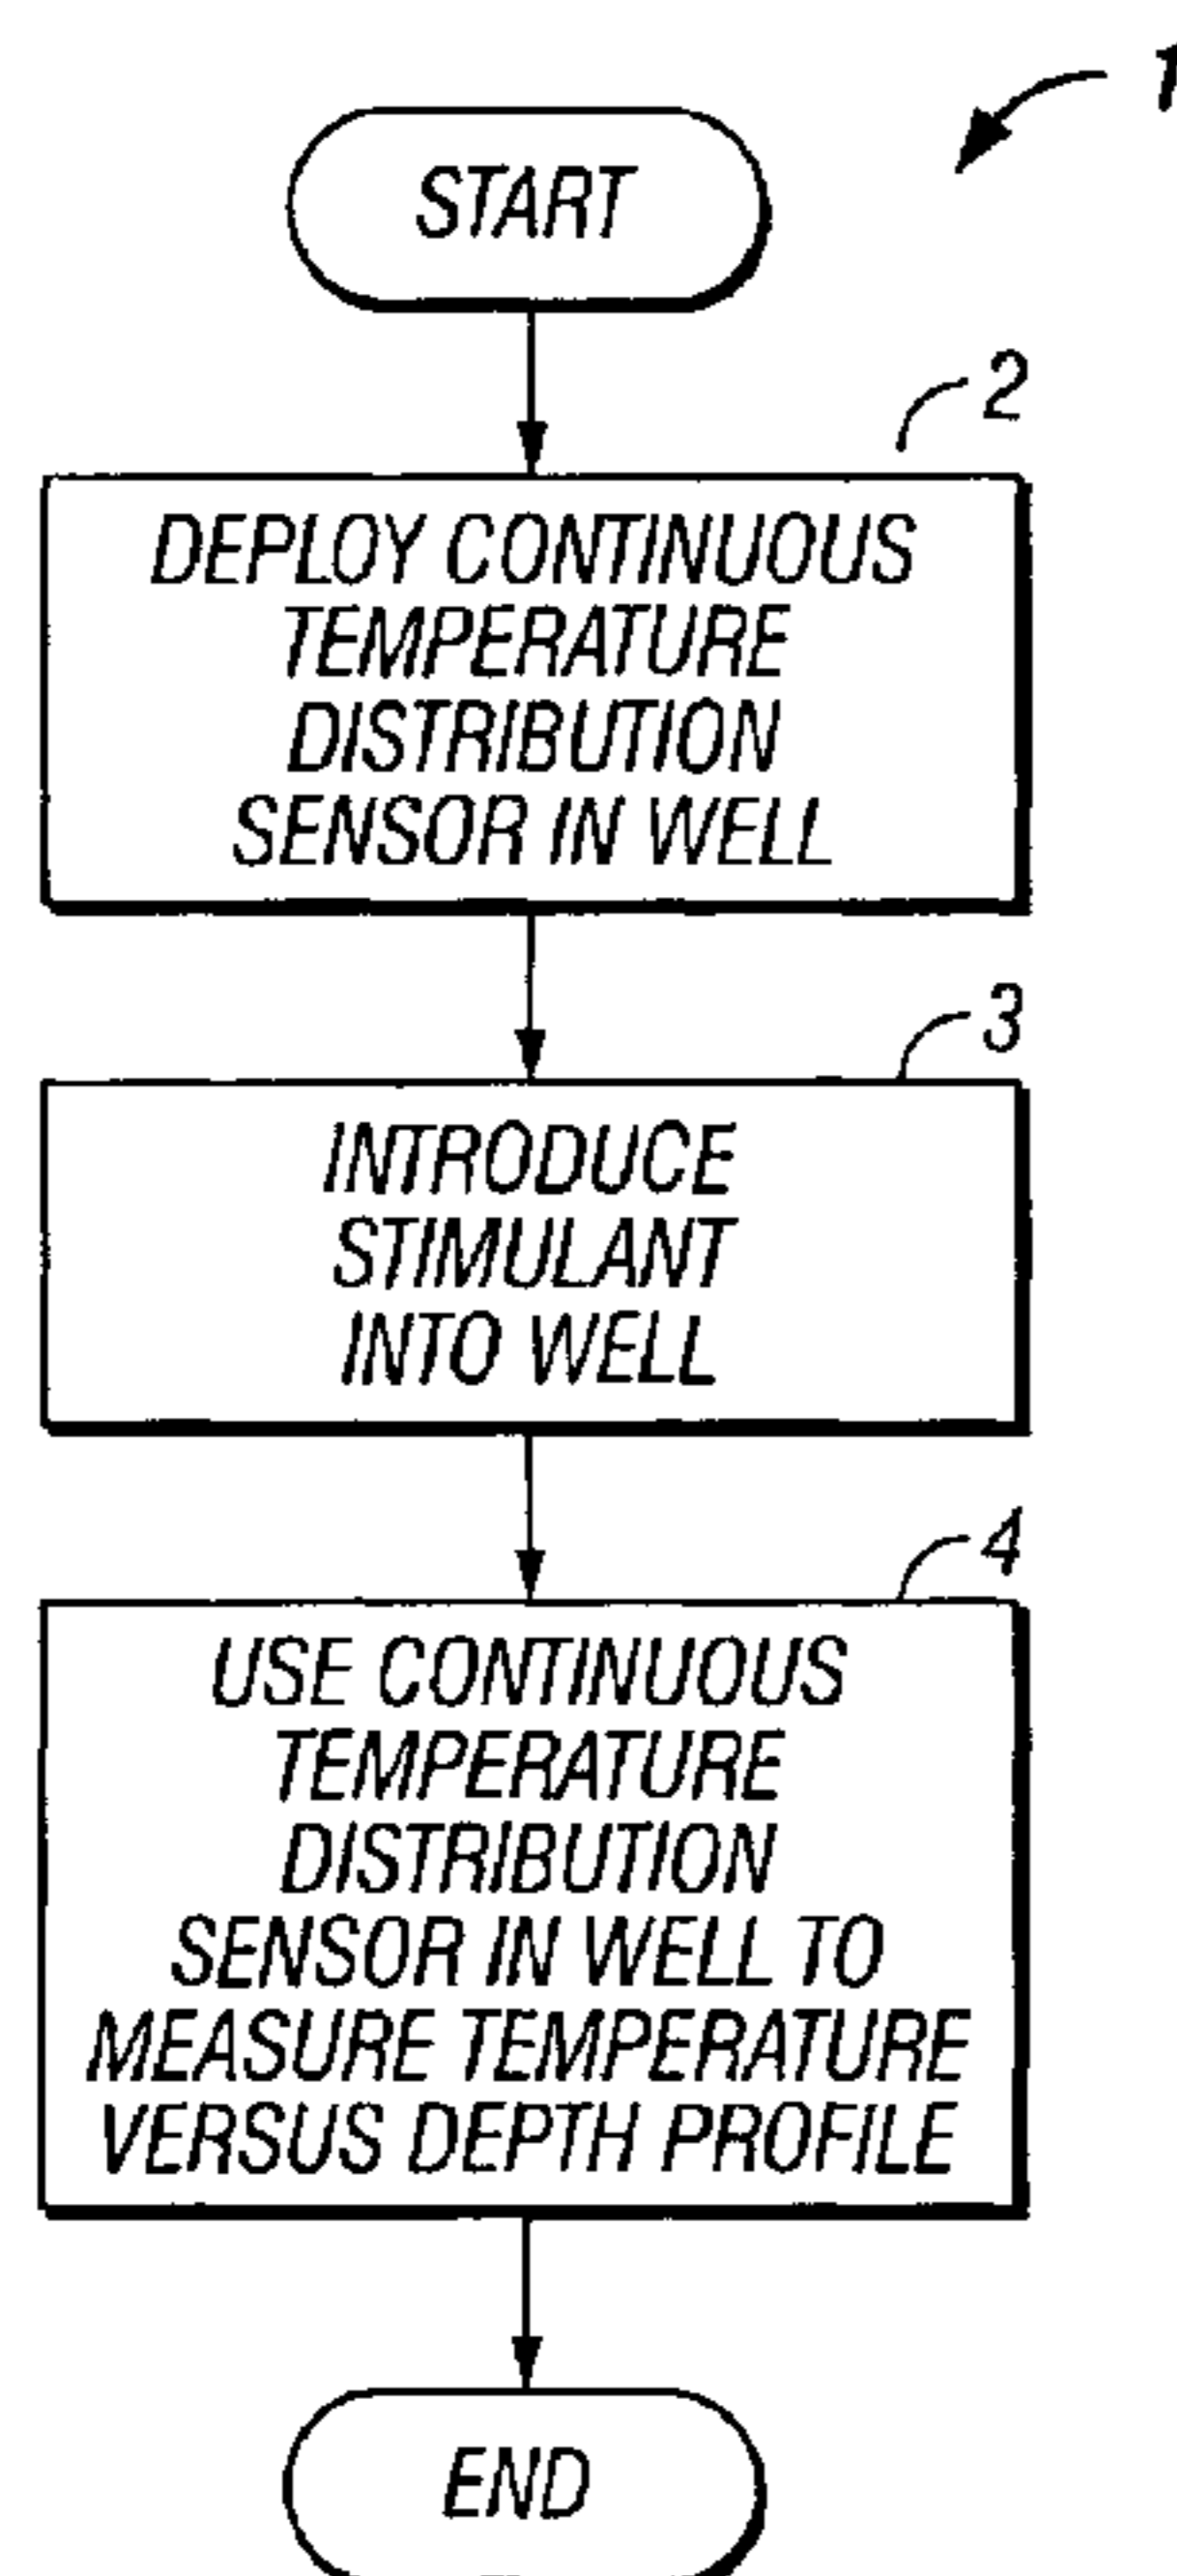 1
START
2
DEPLOY CONTINUOUS
TEMPERATURE
DISTRIBUTION
SENSOR IN WELL
3
INTRODUCE
STIMULANT
INTO WELL
4
USE CONTINUOUS
TEMPERATURE
DISTRIBUTION
SENSOR IN WELL TO
MEASURE TEMPERATURE
VERSUS DEPTH PROFILE
END